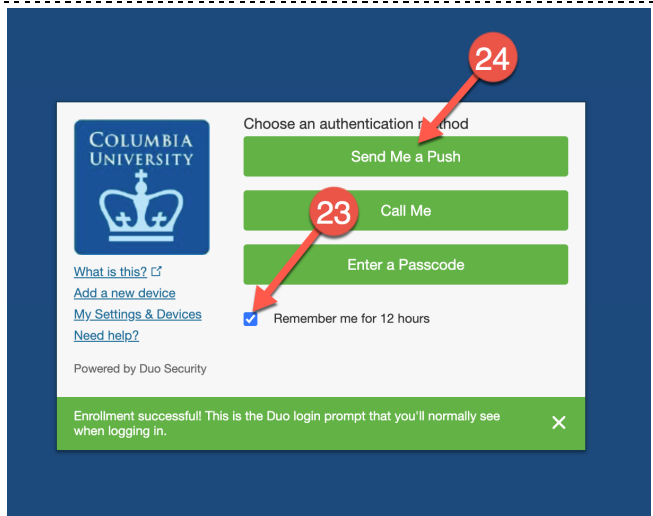 24
Choose an authentication method
COLUMBIA
UNIVERSITY
Send Me a Push
23
Call Me
Enter a Passcode
What is this?
Add a new device
My Settings & Devices
Need help?
Remember me for 12 hours
Powered by Duo Security
Enrollment successful! This is the Duo login prompt that you'll normally see
when logging in.